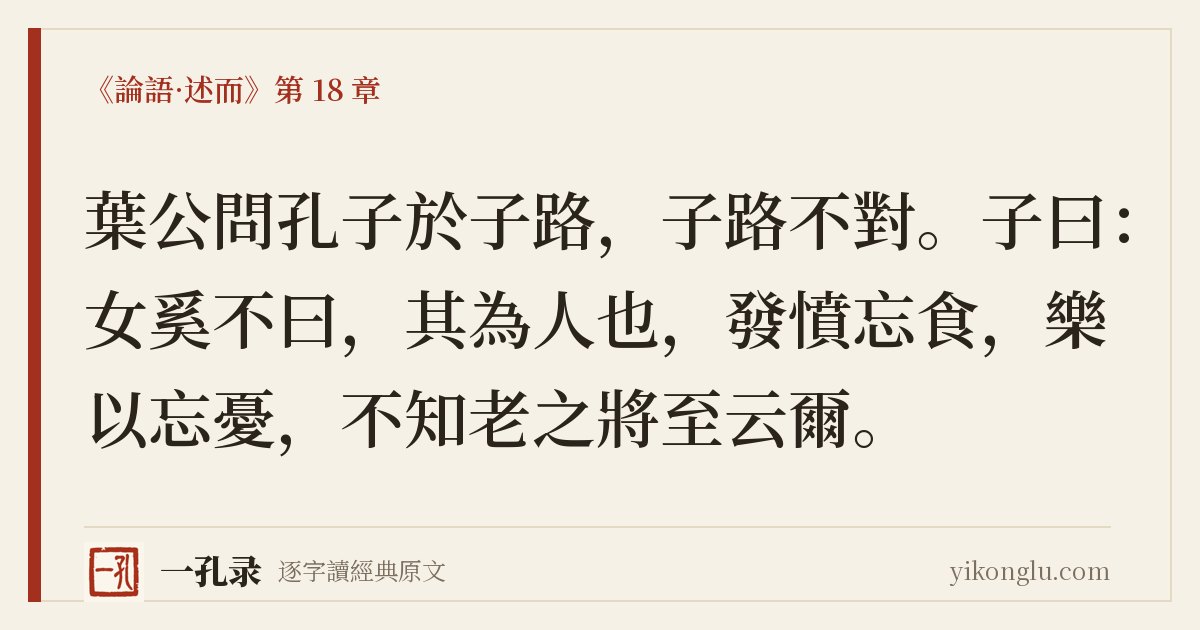 《論語·述而》第 18 章
葉公問孔子於子路，子路不對。子曰：
女奚不曰，其為人也，發憤忘食，樂
以忘憂，不知老之將至云爾。
一孔
一孔录 逐字讀經典原文 yikonglu.com